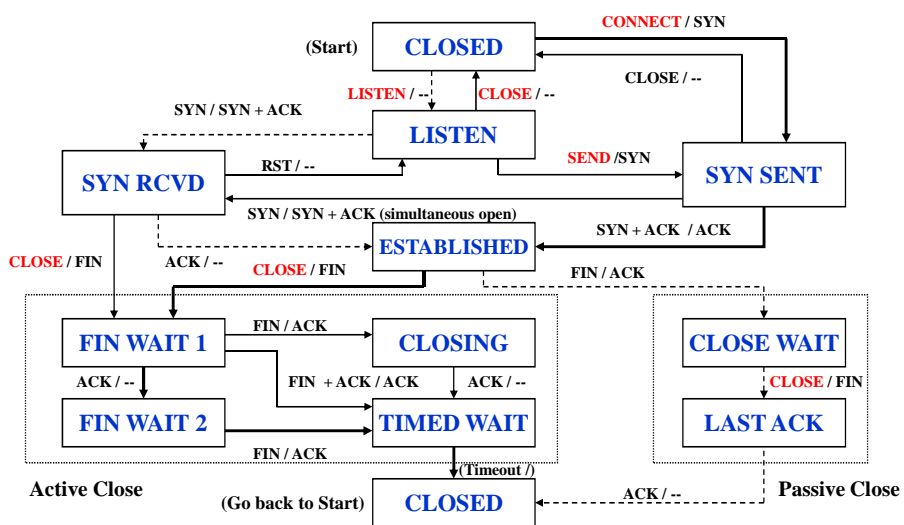 CONNECT / SYN
(Start)
CLOSED
CLOSE / --
LISTEN / --
CLOSE / --
SYN / SYN + ACK
LISTEN
RST / --
SEND /SYN
SYN RCVD
SYN SENT
SYN / SYN + ACK (simultaneous open)
SYN + ACK / ACK
ESTABLISHED
CLOSE / FIN
ACK / --
CLOSE / FIN
FIN / ACK
FIN WAIT 1
FIN / ACK
CLOSING
CLOSE WAIT
ACK / --
FIN + ACK / ACK
ACK / --
CLOSE / FIN
FIN WAIT 2
TIMED WAIT
LAST ACK
FIN / ACK
(Timeout /)
Active Close
(Go back to Start)
CLOSED
ACK / --
Passive Close